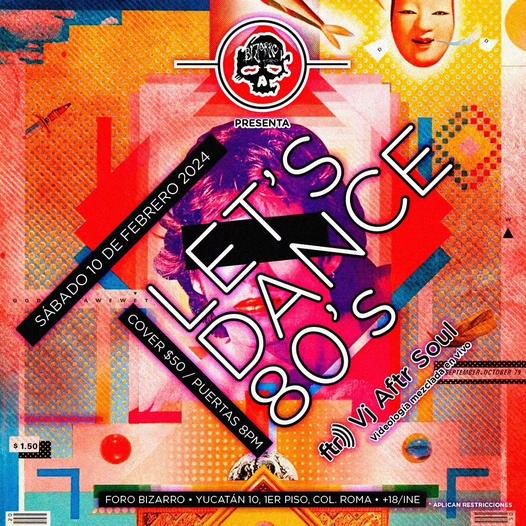 BIZARRO
PRESENTA
SÁBADO 10 DE FEBRERO 2024
LET'S
DANCE
80's
COVER $50 / PUERTAS 8PM
ftr)) Vj Aftr Soul
Videología mezclada en vivo
SEPTEMBER-OCTOBER 79
$ 1.50
FORO BIZARRO • YUCATÁN 10, 1ER PISO, COL. ROMA • +18/INE
* APLICAN RESTRICCIONES